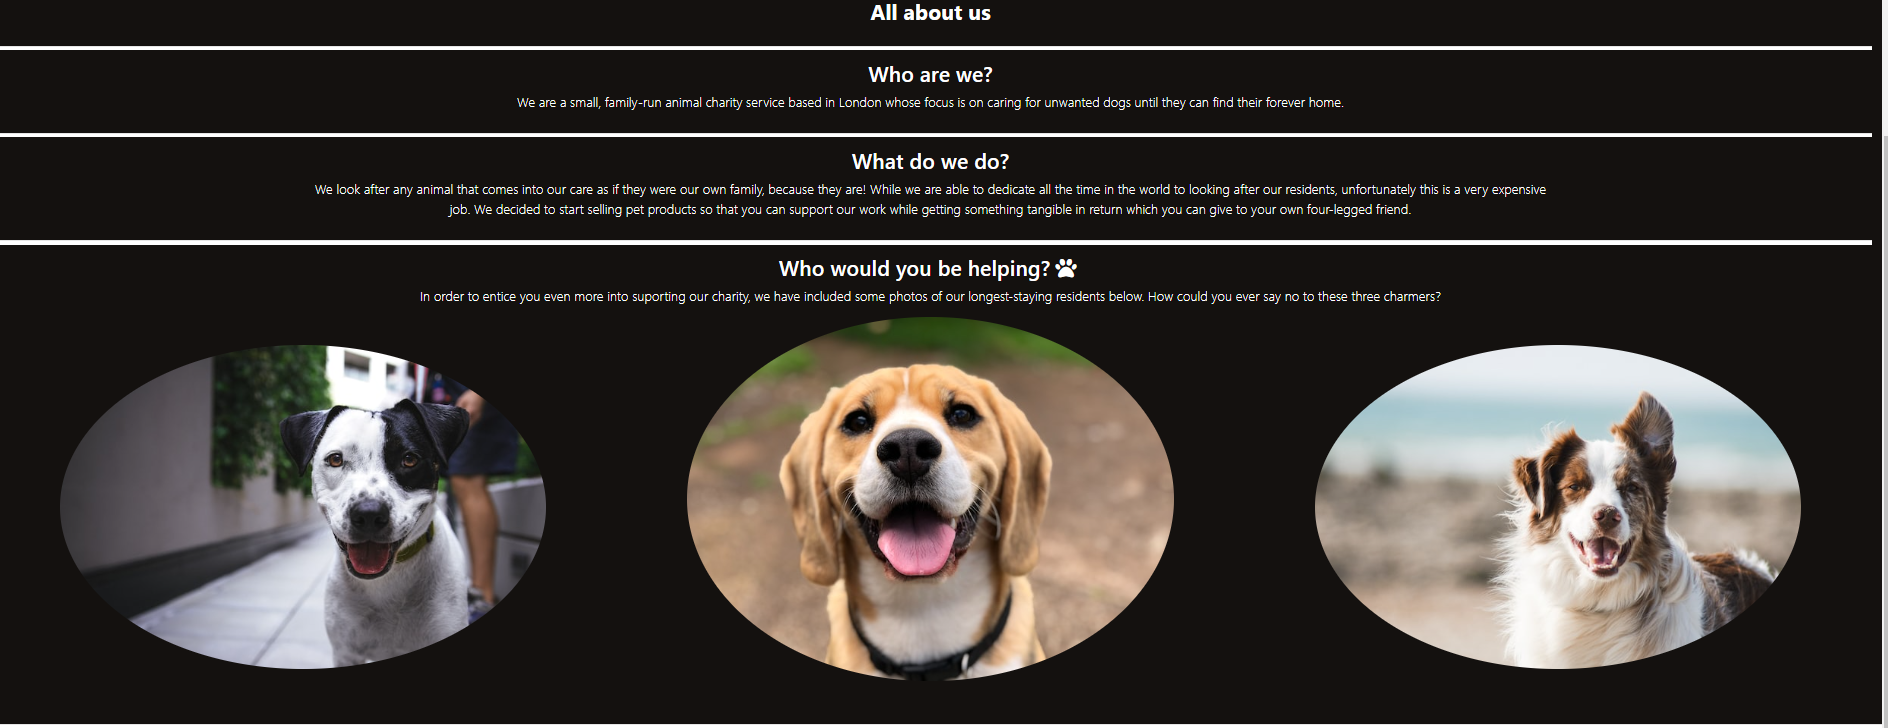 All about us
Who are we?
We are a small, family-run animal charity service based in London whose focus is on caring for unwanted dogs until they can find their forever home.
What do we do?
We look after any animal that comes into our care as if they were our own family, because they are! While we are able to dedicate all the time in the world to looking after our residents, unfortunately this is a very expensive
job. We decided to start selling pet products so that you can support our work while getting something tangible in return which you can give to your own four-legged friend.
Who would you be helping?
In order to entice you even more into suporting our charity, we have included some photos of our longest-staying residents below. How could you ever say no to these three charmers?